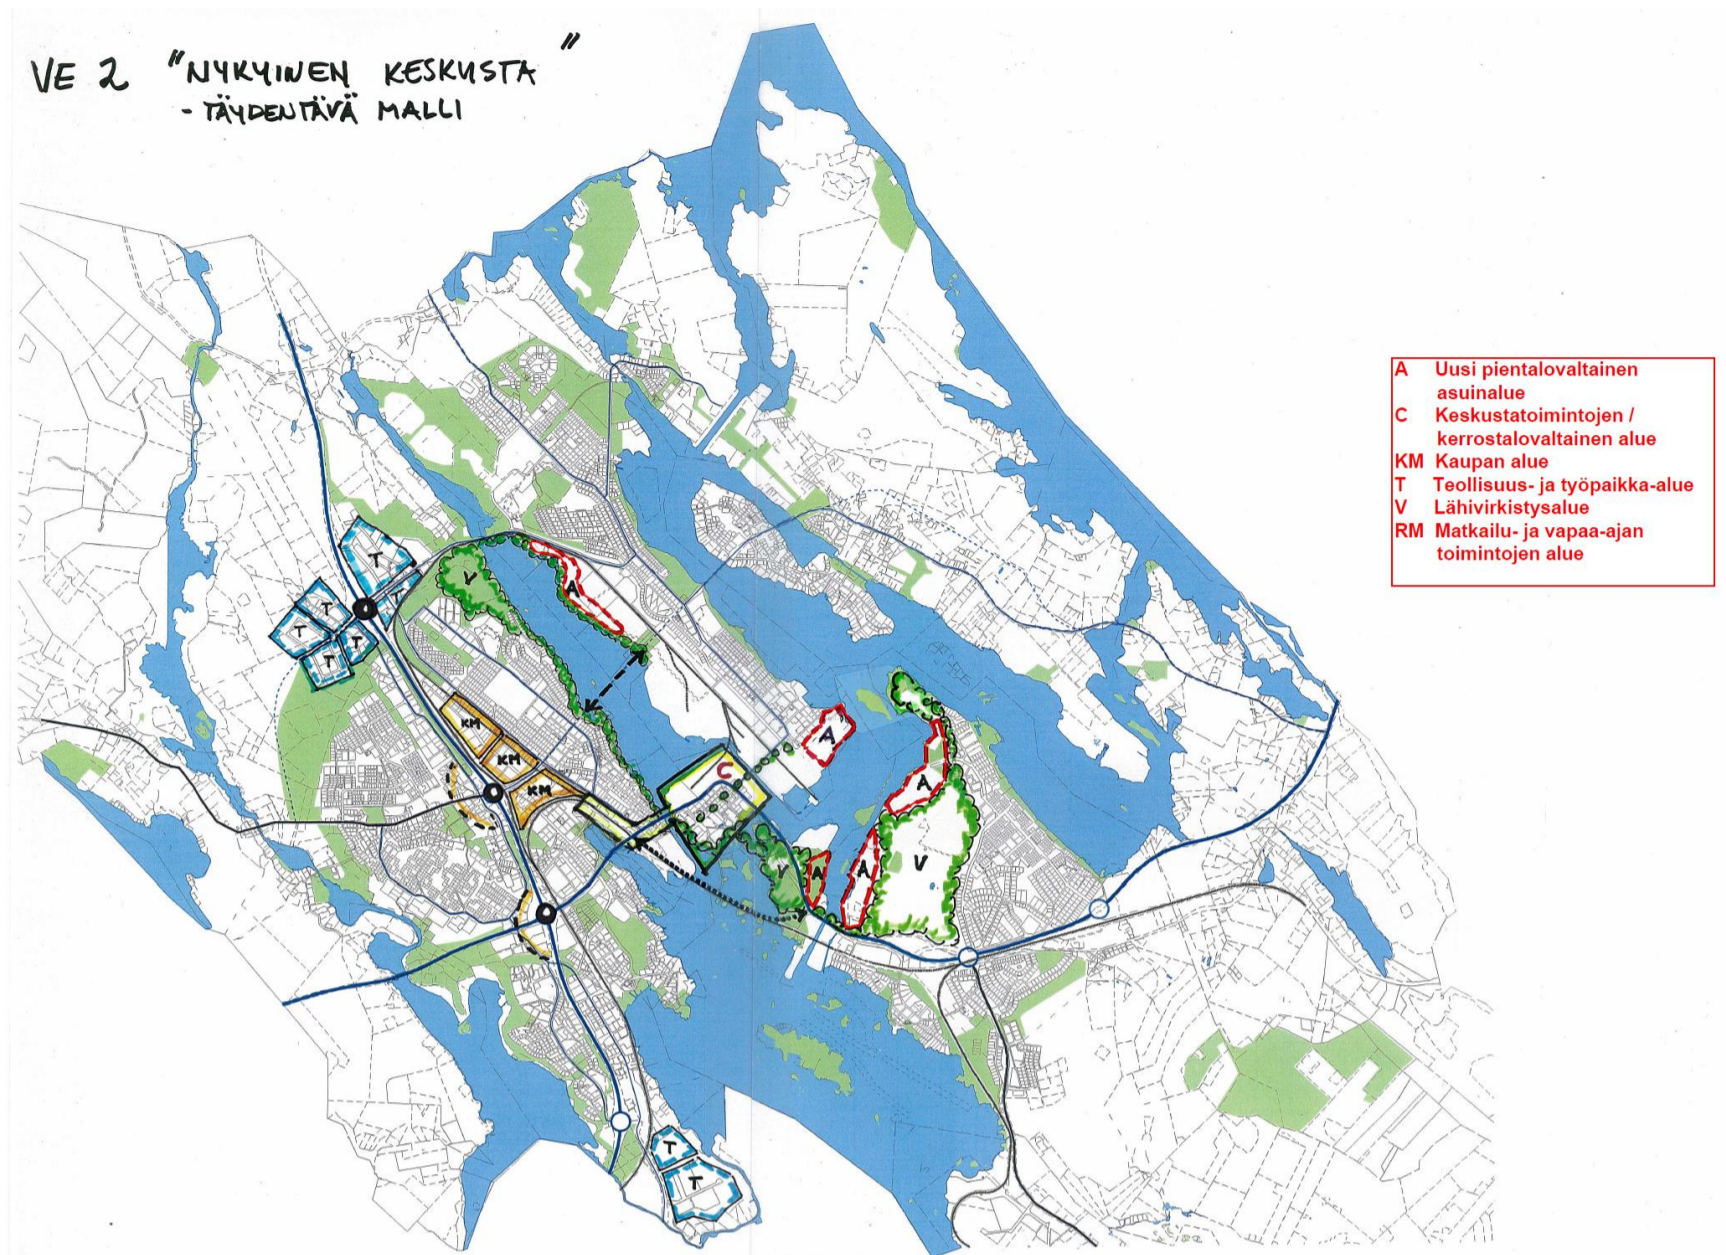 VE 2 "NYKYINEN KESKUSTA"
- TÄYDENTÄVÄ MALLI
A Uusi pientalovaltainen
asuinalue
C Keskustatoimintojen /
kerrostalovaltainen alue
KM Kaupan alue
T Teollisuus- ja työpaikka-alue
V Lähivirkistysalue
RM Matkailu- ja vapaa-ajan
toimintojen alue
T
T
T
T
T
T
V
A
KM
KM
KM
C
A
A
V
A
A
V
T
T